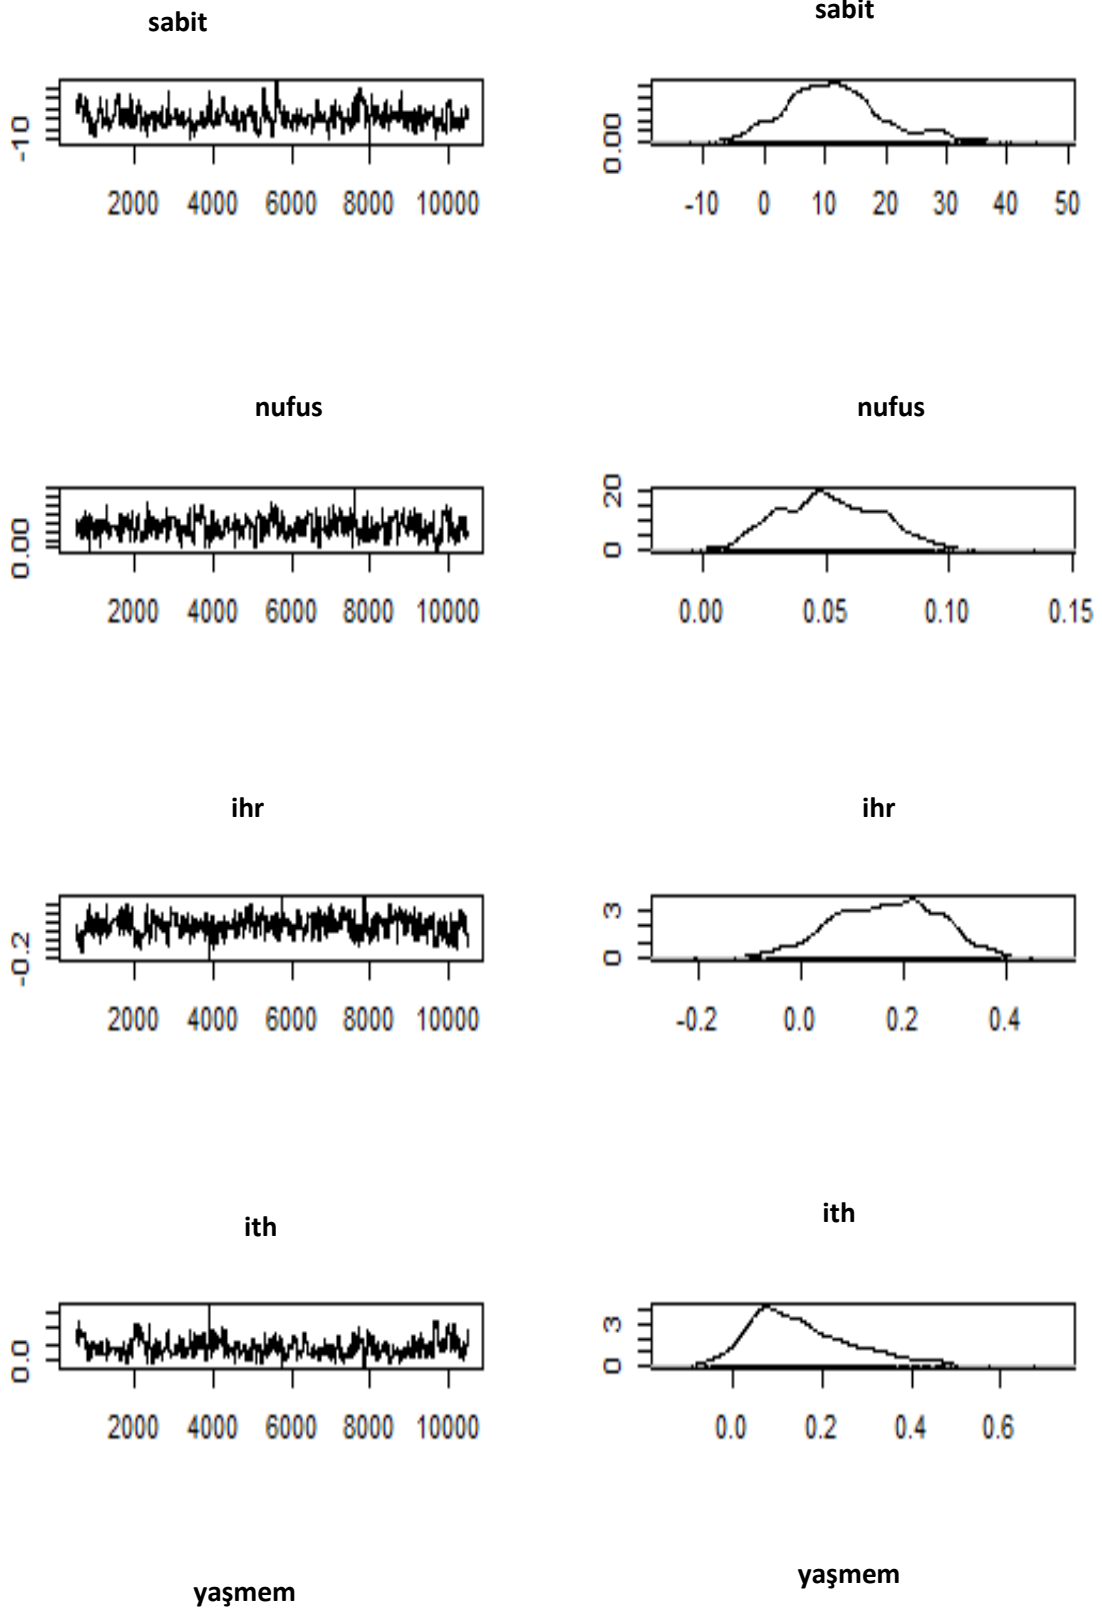 sabit sabit
-10 0.00
2000 4000 6000 8000 10000 -10 0 10 20 30 40 50
nufus nufus
0.00 0 20
2000 4000 6000 8000 10000 0.00 0.05 0.10 0.15
ihr ihr
-0.2 0 3
2000 4000 6000 8000 10000 -0.2 0.0 0.2 0.4
ith ith
0.0 0 3
2000 4000 6000 8000 10000 0.0 0.2 0.4 0.6
yaşmem yaşmem